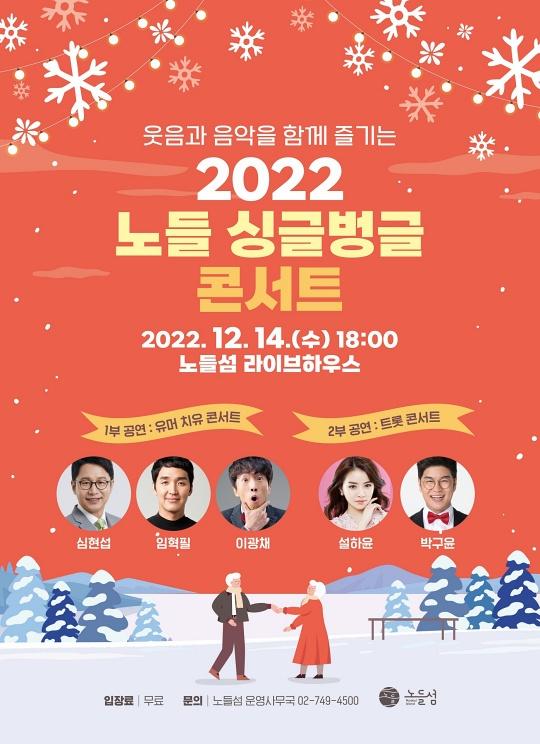 웃음과 음악을 함께 즐기는
2022
노들 싱글벙글
콘서트
2022. 12. 14.(수) 18:00
노들섬 라이브하우스
1부 공연 : 유머 치유 콘서트
2부 공연 : 트롯 콘서트
심현섭 임혁필 이광채 설하윤 박구윤
입장료 | 무료 문의 | 노들섬 운영사무국 02-749-4500 노들섬